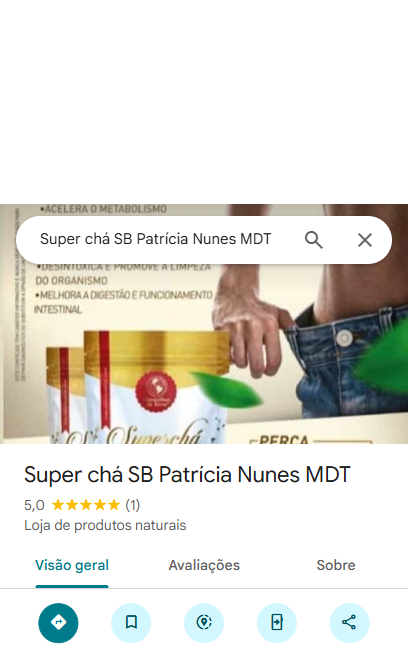 •ACELERA O METABOLISMO
Super chá SB Patrícia Nunes MDT
•DESINTOXICA E PROMOVE A LIMPEZA
DO ORGANISMO
•MELHORA A DIGESTÃO E FUNCIONAMENTO
INTESTINAL
Superchá
PERCA
Super chá SB Patrícia Nunes MDT
5,0 ★★★★★ (1)
Loja de produtos naturais
Visão geral Avaliações Sobre